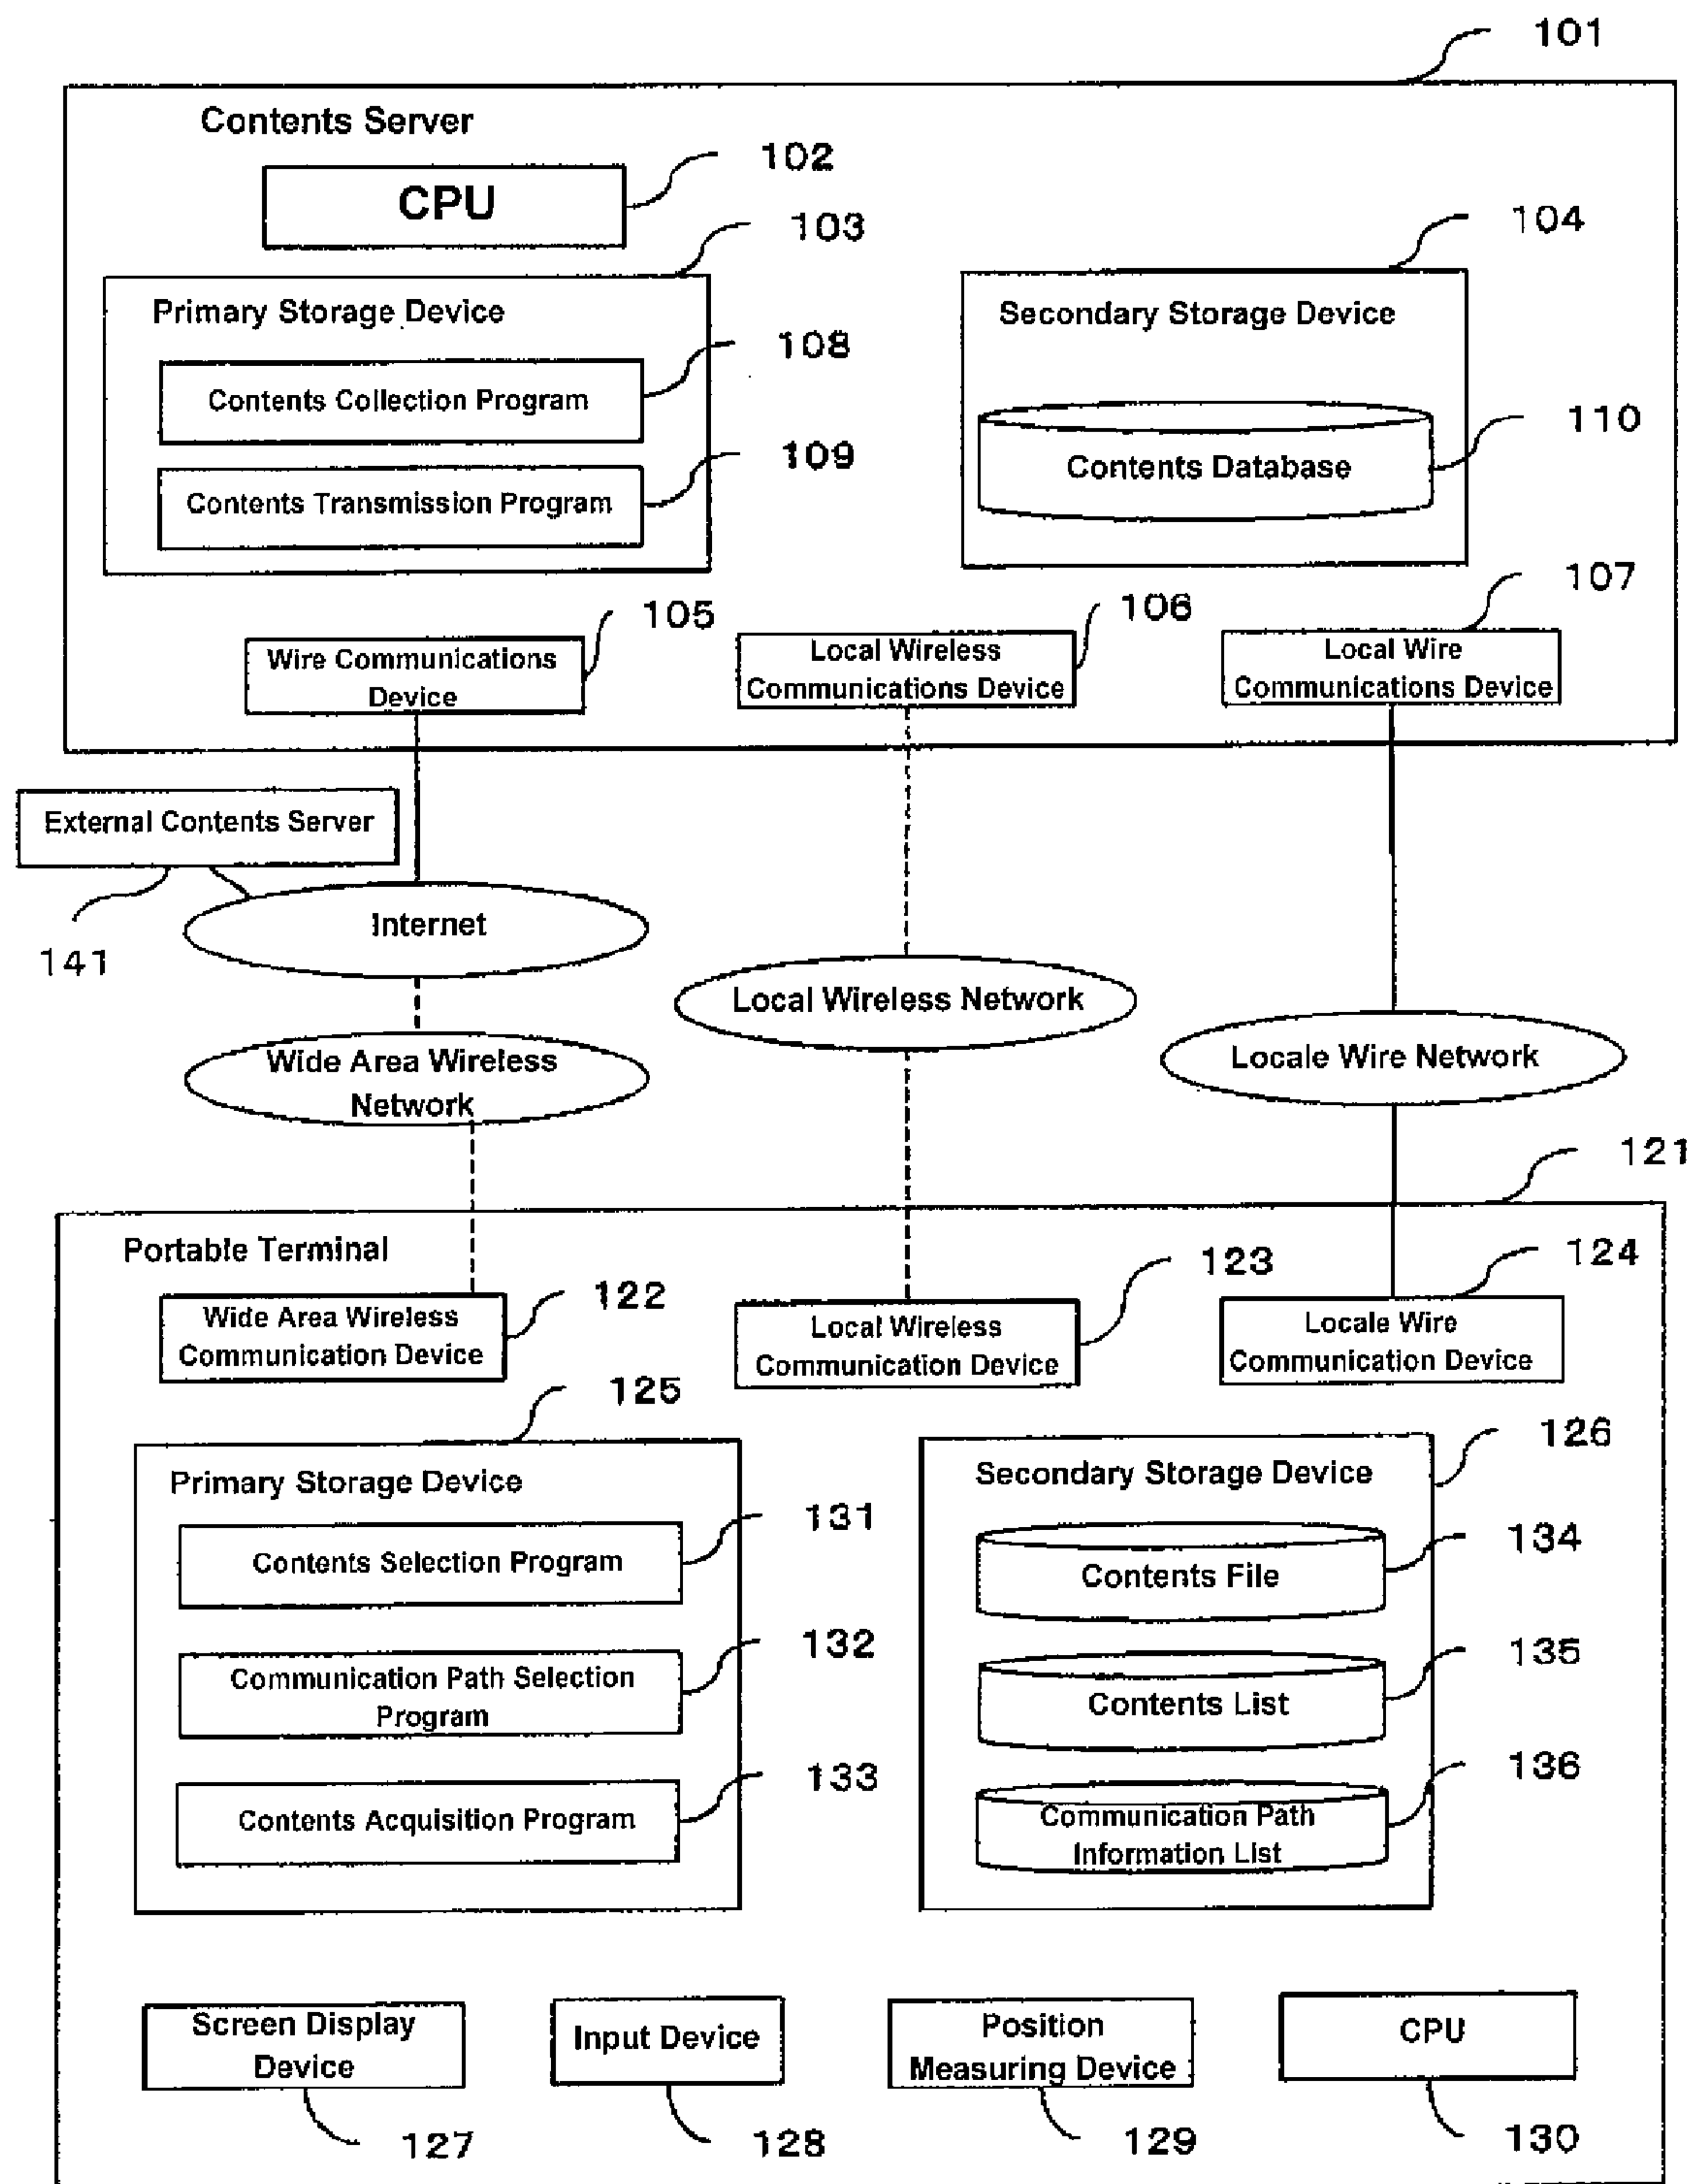 101
Contents Server
102
CPU
103
104
Primary Storage Device
Secondary Storage Device
108
Contents Collection Program
110
109
Contents Database
Contents Transmission Program
107
105
106
Wire Communications
Device
Local Wireless
Communications Device
Local Wire
Communications Device
External Contents Server
141
Internet
Local Wireless Network
Wide Area Wireless
Network
Locale Wire Network
121
Portable Terminal
122
123
124
Wide Area Wireless
Communication Device
Local Wireless
Communication Device
Locale Wire
Communication Device
125
126
Primary Storage Device
Secondary Storage Device
131
134
Contents Selection Program
Contents File
132
135
Communication Path Selection
Program
Contents List
133
136
Contents Acquisition Program
Communication Path
Information List
Screen Display
Device
Input Device
Position
Measuring Device
CPU
127
128
129
130